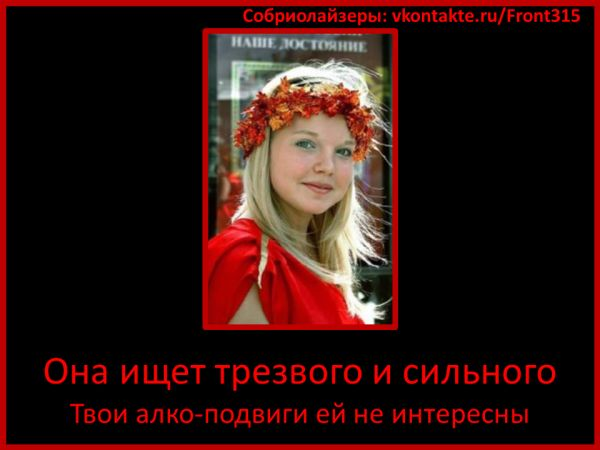 Собриолайзеры: vkontakte.ru/Front315
НАШЕ ДОСТОЯНИЕ
Она ищет трезвого и сильного
Твои алко-подвиги ей не интересны